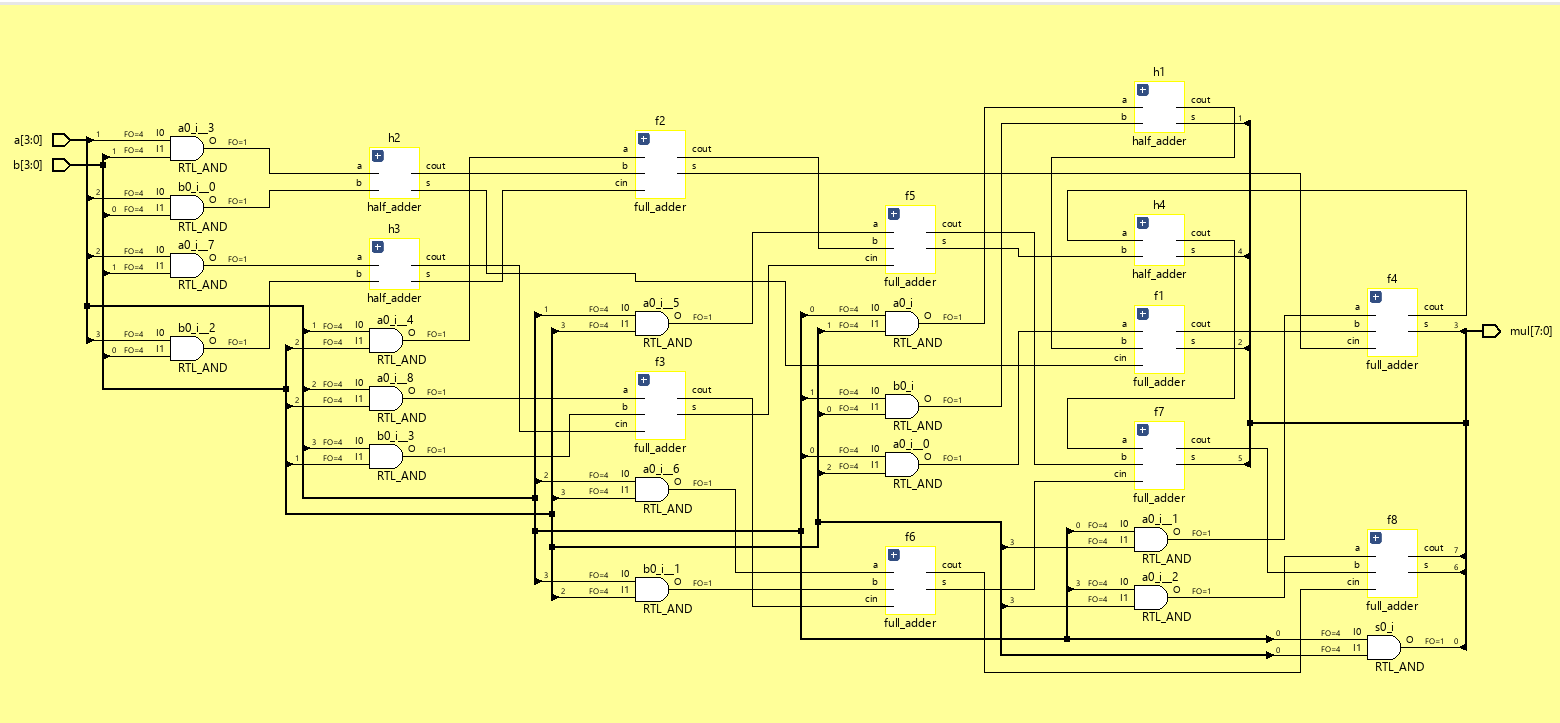 a[3:0]
b[3:0]
a0_i__3
1 FO=4 I0 O FO=1
1 FO=4 I1
RTL_AND
b0_i__0
2 FO=4 I0 O FO=1
0 FO=4 I1
RTL_AND
a0_i__7
2 FO=4 I0 O FO=1
1 FO=4 I1
RTL_AND
b0_i__2
3 FO=4 I0 O FO=1
0 FO=4 I1
RTL_AND
h2
a cout
b s
half_adder
h3
a cout
b s
half_adder
a0_i__4
1 FO=4 I0 O FO=1
2 FO=4 I1
RTL_AND
a0_i__8
2 FO=4 I0 O FO=1
2 FO=4 I1
RTL_AND
b0_i__3
3 FO=4 I0 O FO=1
1 FO=4 I1
RTL_AND
f2
a cout
b s
cin
full_adder
a0_i__5
1 FO=4 I0 O FO=1
3 FO=4 I1
RTL_AND
f3
a cout
b s
cin
full_adder
a0_i__6
2 FO=4 I0 O FO=1
3 FO=4 I1
RTL_AND
b0_i__1
3 FO=4 I0 O FO=1
2 FO=4 I1
RTL_AND
f5
a cout
b s
cin
full_adder
a0_i
0 FO=4 I0 O FO=1
1 FO=4 I1
RTL_AND
b0_i
1 FO=4 I0 O FO=1
0 FO=4 I1
RTL_AND
a0_i__0
0 FO=4 I0 O FO=1
2 FO=4 I1
RTL_AND
f6
a cout
b s
cin
full_adder
h1
a cout
b s 1
half_adder
h4
a cout
b s 4
half_adder
f1
a cout
b s 2
cin
full_adder
f7
a cout
b s 5
cin
full_adder
a0_i__1
0 FO=4 I0 O FO=1
3 FO=4 I1
RTL_AND
a0_i__2
3 FO=4 I0 O FO=1
3 FO=4 I1
RTL_AND
f4
a cout
b s 3
cin
full_adder
f8
a cout 7
b s 6
cin
full_adder
s0_i
0 FO=4 I0 O FO=1 0
0 FO=4 I1
RTL_AND
mul[7:0]